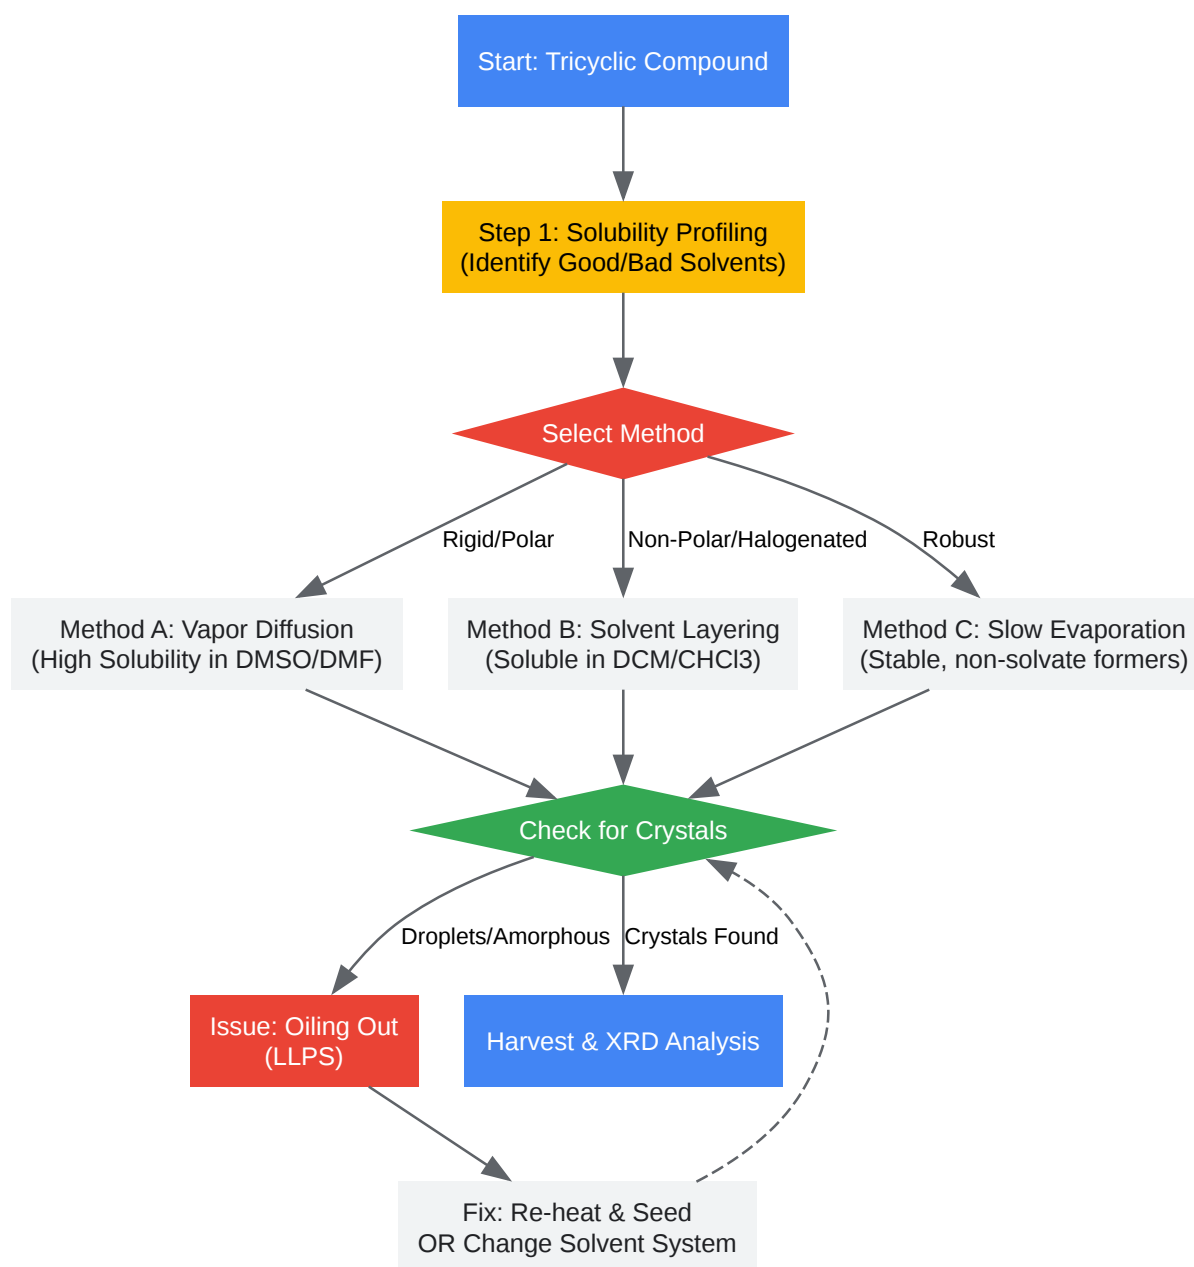 Start: Tricyclic Compound
Step 1: Solubility Profiling
(Identify Good/Bad Solvents)
Select Method
Rigid/Polar
Non-Polar/Halogenated
Robust
Method A: Vapor Diffusion
(High Solubility in DMSO/DMF)
Method B: Solvent Layering
(Soluble in DCM/CHCl3)
Method C: Slow Evaporation
(Stable, non-solvate formers)
Check for Crystals
Droplets/Amorphous
Crystals Found
Issue: Oiling Out
(LLPS)
Harvest & XRD Analysis
Fix: Re-heat & Seed
OR Change Solvent System